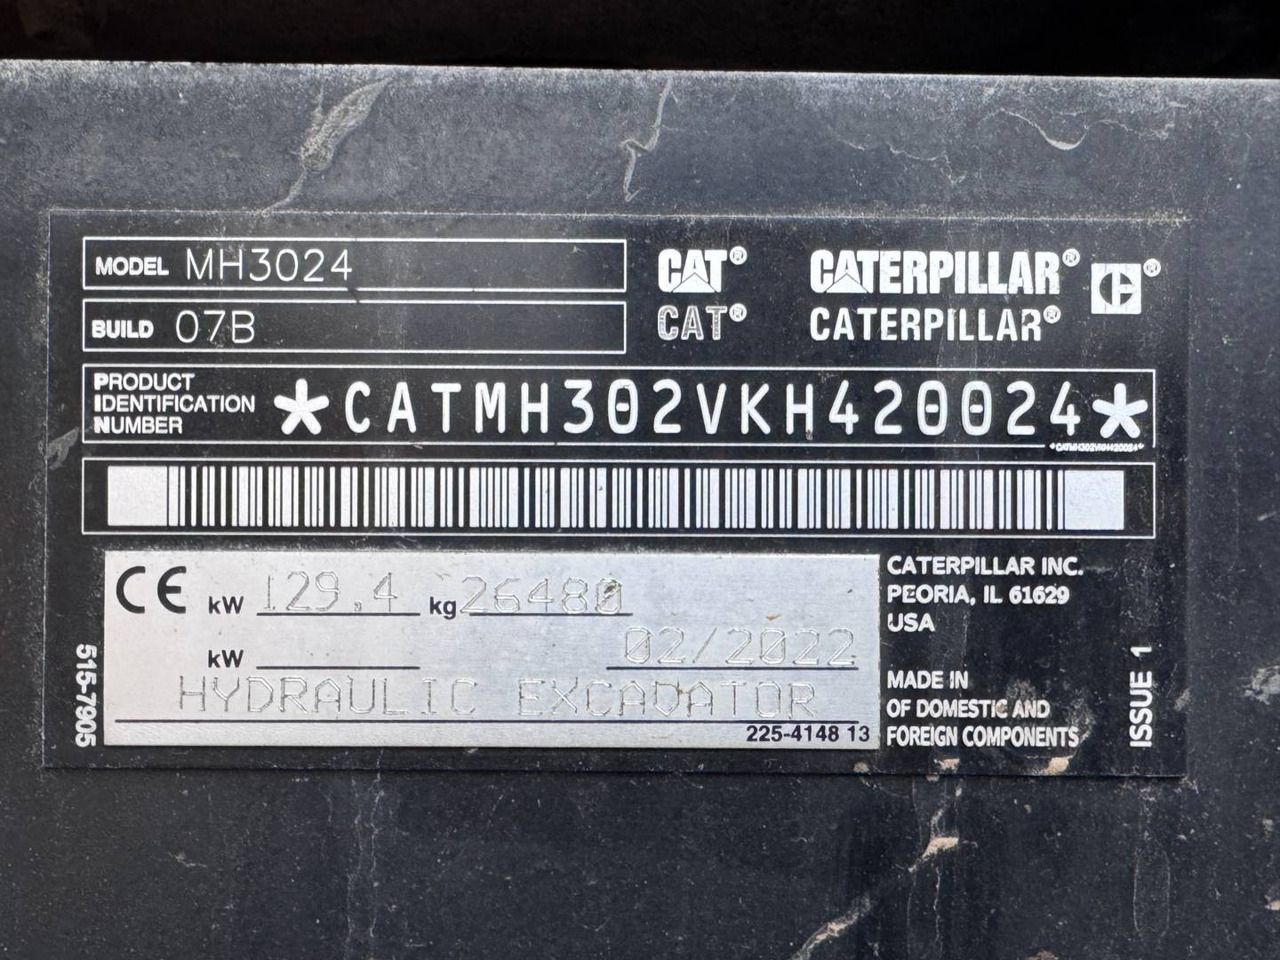 MODEL MH3024
BUILD 07B
CAT® CATERPILLAR® ®
CAT® CATERPILLAR®
PRODUCT
IDENTIFICATION
NUMBER
*CATMH302VKH420024*
CE kW 129.4 kg 26480
kW 02/2022
HYDRAULIC EXCAVATOR
225-4148 13
CATERPILLAR INC.
PEORIA, IL 61629
USA
MADE IN
OF DOMESTIC AND
FOREIGN COMPONENTS
515-7905
ISSUE 1